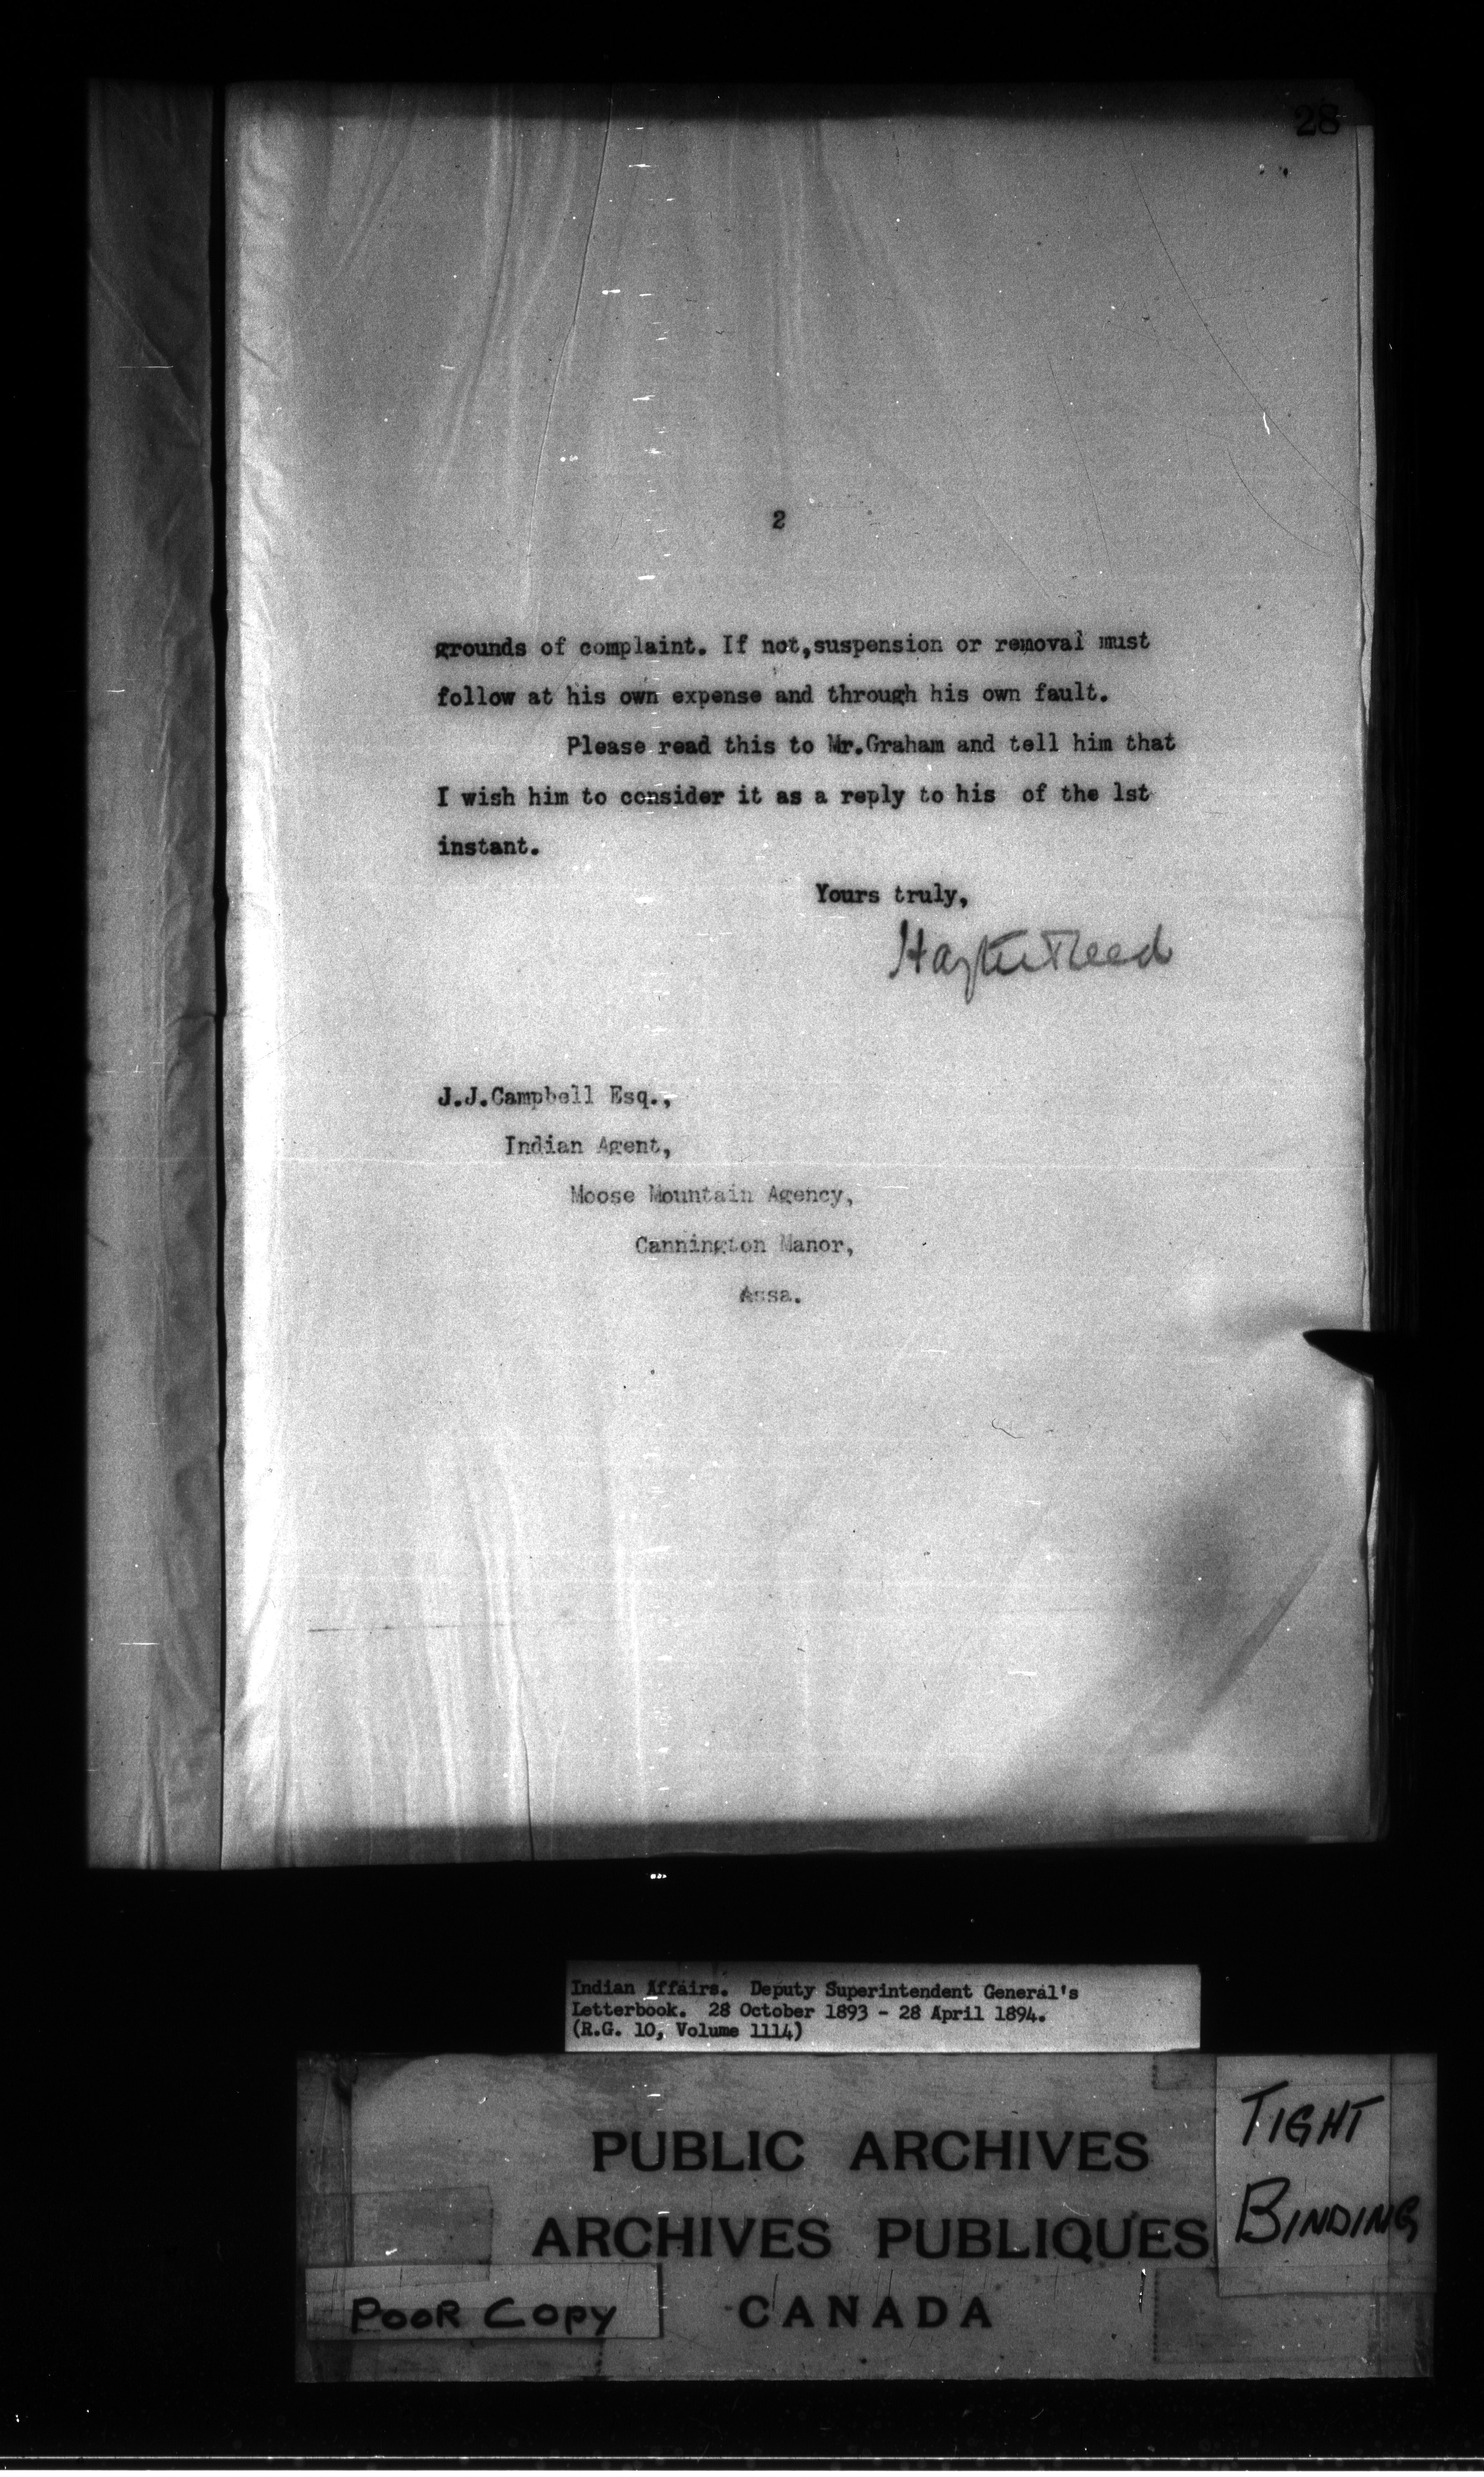 28
2
grounds of complaint. If not,suspension or removal must
follow at his own expense and through his own fault.
Please read this to Mr.Graham and tell him that
I wish him to consider it as a reply to his of the 1st
instant.
Yours truly,
Hayter Reed
J.J.Campbell Esq.,
Indian Agent,
Moose Mountain Agency,
Cannington Manor,
Assa.
Indian Affairs. Deputy Superintendent General's
Letterbook. 28 October 1893 - 28 April 1894.
(R.G. 10, Volume 1114)
PUBLIC ARCHIVES
ARCHIVES PUBLIQUES
CANADA
TIGHT
BINDING
POOR COPY